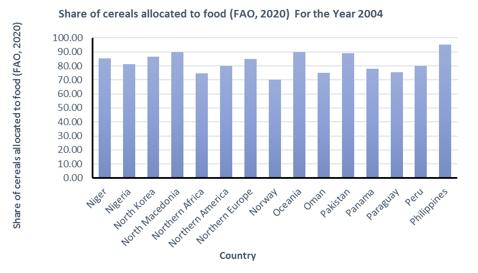 Share of cereals allocated to food (FAO, 2020)  For the Year 2004
Share of cereals allocated to food (FAO, 2020)
100.00
90.00
80.00
70.00
60.00
50.00
40.00
30.00
20.00
10.00
0.00
Niger
Nigeria
North Korea
North Macedonia
Northern Africa
Northern America
Northern Europe
Norway
Oceania
Oman
Pakistan
Panama
Paraguay
Peru
Philippines
Country